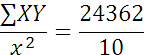 ∑XY / x² = 24362 / 10